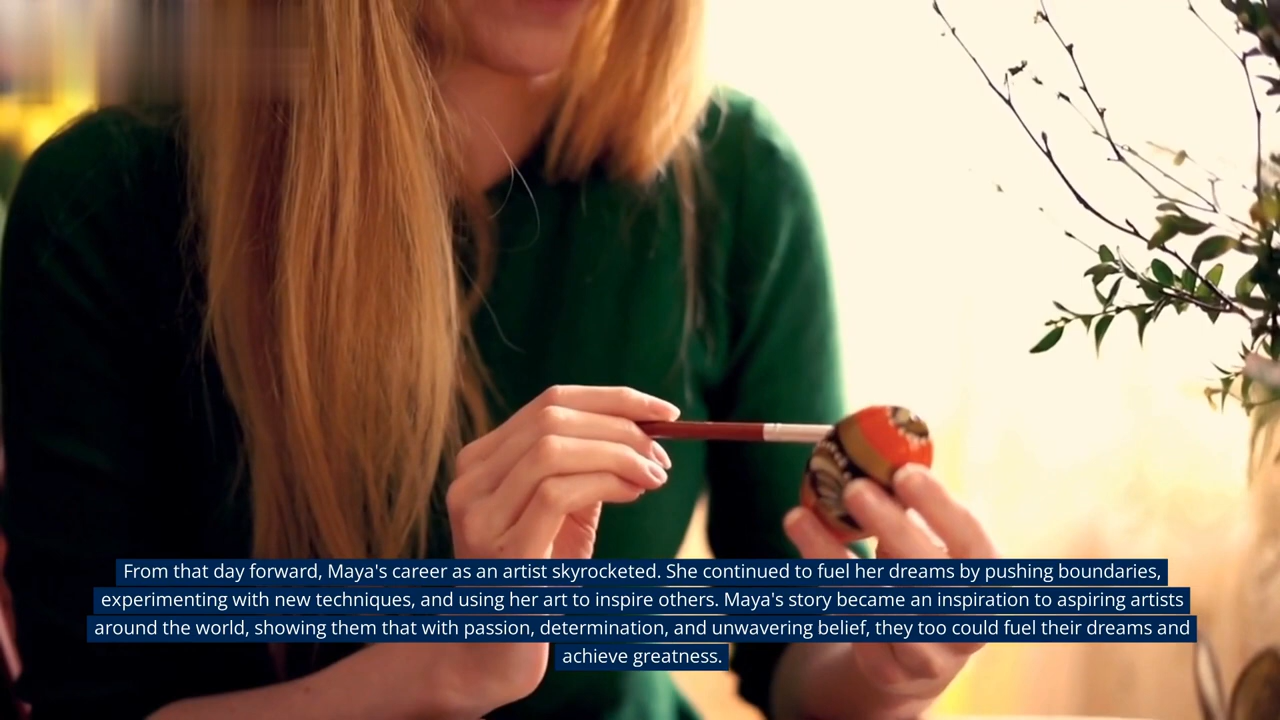 From that day forward, Maya's career as an artist skyrocketed. She continued to fuel her dreams by pushing boundaries,
experimenting with new techniques, and using her art to inspire others. Maya's story became an inspiration to aspiring artists
around the world, showing them that with passion, determination, and unwavering belief, they too could fuel their dreams and
achieve greatness.